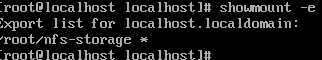 [root@localhost localhost]# showmount -e
Export list for localhost.localdomain:
/root/nfs-storage *
[root@localhost localhost]#